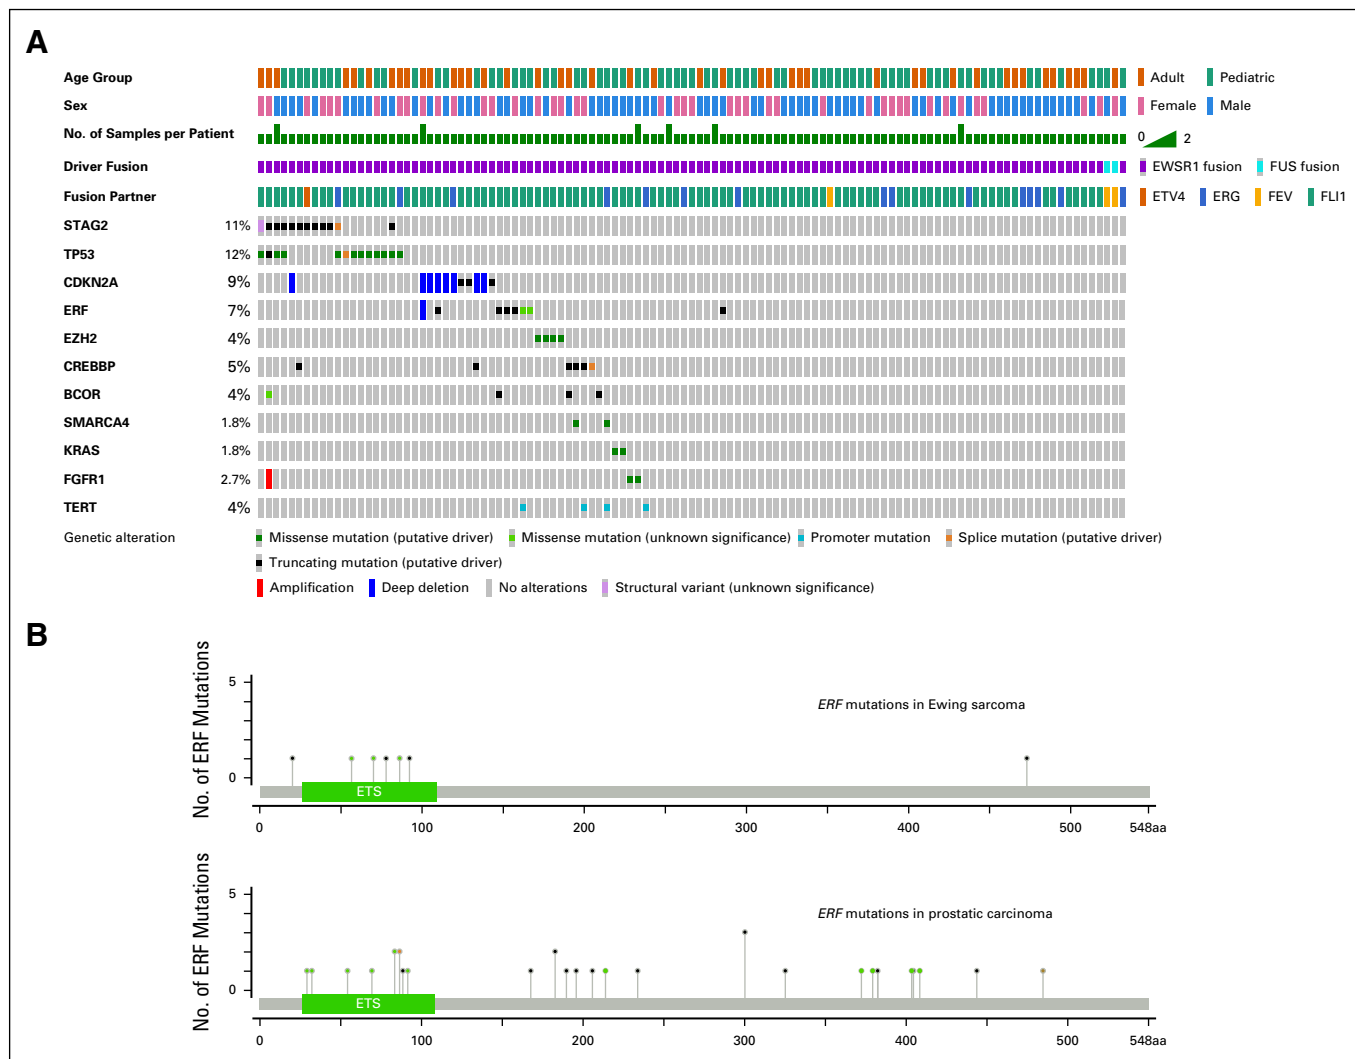 A
Age Group
Adult Pediatric
Sex
Female Male
No. of Samples per Patient
0 2
Driver Fusion
EWSR1 fusion FUS fusion
Fusion Partner
ETV4 ERG FEV FLI1
STAG2 11%
TP53 12%
CDKN2A 9%
ERF 7%
EZH2 4%
CREBBP 5%
BCOR 4%
SMARCA4 1.8%
KRAS 1.8%
FGFR1 2.7%
TERT 4%
Genetic alteration Missense mutation (putative driver) Missense mutation (unknown significance) Promoter mutation Splice mutation (putative driver)
Truncating mutation (putative driver)
Amplification Deep deletion No alterations Structural variant (unknown significance)
B
No. of ERF Mutations
5
0
ERF mutations in Ewing sarcoma
ETS
0 100 200 300 400 500 548aa
No. of ERF Mutations
5
0
ERF mutations in prostatic carcinoma
ETS
0 100 200 300 400 500 548aa